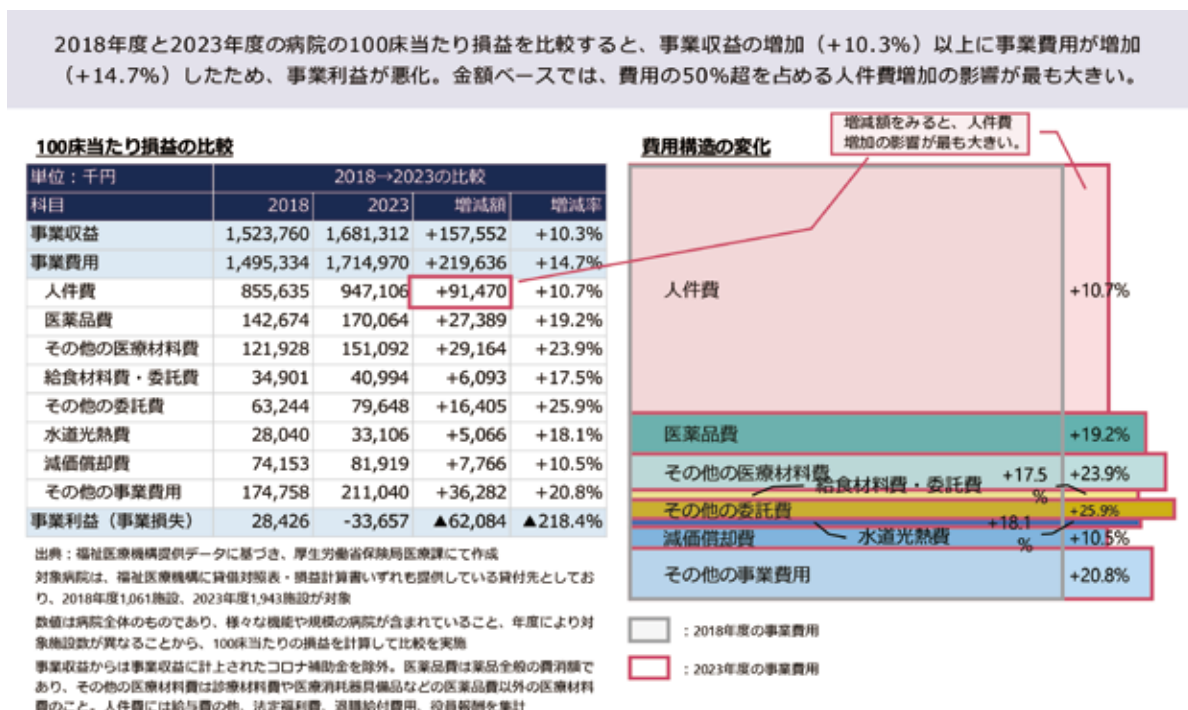 2018年度と2023年度の病院の100床当たり損益を比較すると、事業収益の増加（+10.3%）以上に事業費用が増加
（+14.7%）したため、事業利益が悪化。金額ベースでは、費用の50%超を占める人件費増加の影響が最も大きい。
100床当たり損益の比較
単位：千円 2018→2023の比較
科目 2018 2023 増減額 増減率
事業収益 1,523,760 1,681,312 +157,552 +10.3%
事業費用 1,495,334 1,714,970 +219,636 +14.7%
人件費 855,635 947,106 +91,470 +10.7%
医薬品費 142,674 170,064 +27,389 +19.2%
その他の医療材料費 121,928 151,092 +29,164 +23.9%
給食材料費・委託費 34,901 40,994 +6,093 +17.5%
その他の委託費 63,244 79,648 +16,405 +25.9%
水道光熱費 28,040 33,106 +5,066 +18.1%
減価償却費 74,153 81,919 +7,766 +10.5%
その他の事業費用 174,758 211,040 +36,282 +20.8%
事業利益（事業損失） 28,426 -33,657 ▲62,084 ▲218.4%
出典：福祉医療機構提供データに基づき、厚生労働省保険局医療課にて作成
対象病院は、福祉医療機構に貸借対照表・損益計算書いずれも提供している貸付先としてお
り、2018年度1,061施設、2023年度1,943施設が対象
数値は病院全体のものであり、様々な機能や規模の病院が含まれていること、年度により対
象施設数が異なることから、100床当たりの損益を計算して比較を実施
事業収益からは事業収益に計上されたコロナ補助金を除外。医薬品費は薬品全般の費消額で
あり、その他の医療材料費は診療材料費や医療消耗器具備品などの医薬品費以外の医療材料
費のこと。人件費には給与費の他、法定福利費、退職給付費用、役員報酬を集計
費用構造の変化
増減額をみると、人件費
増加の影響が最も大きい。
人件費 +10.7%
医薬品費 +19.2%
その他の医療材料費 +23.9%
給食材料費・委託費 +17.5
%
その他の委託費 +25.9%
水道光熱費 +18.1
%
減価償却費 +10.5%
その他の事業費用 +20.8%
：2018年度の事業費用
：2023年度の事業費用